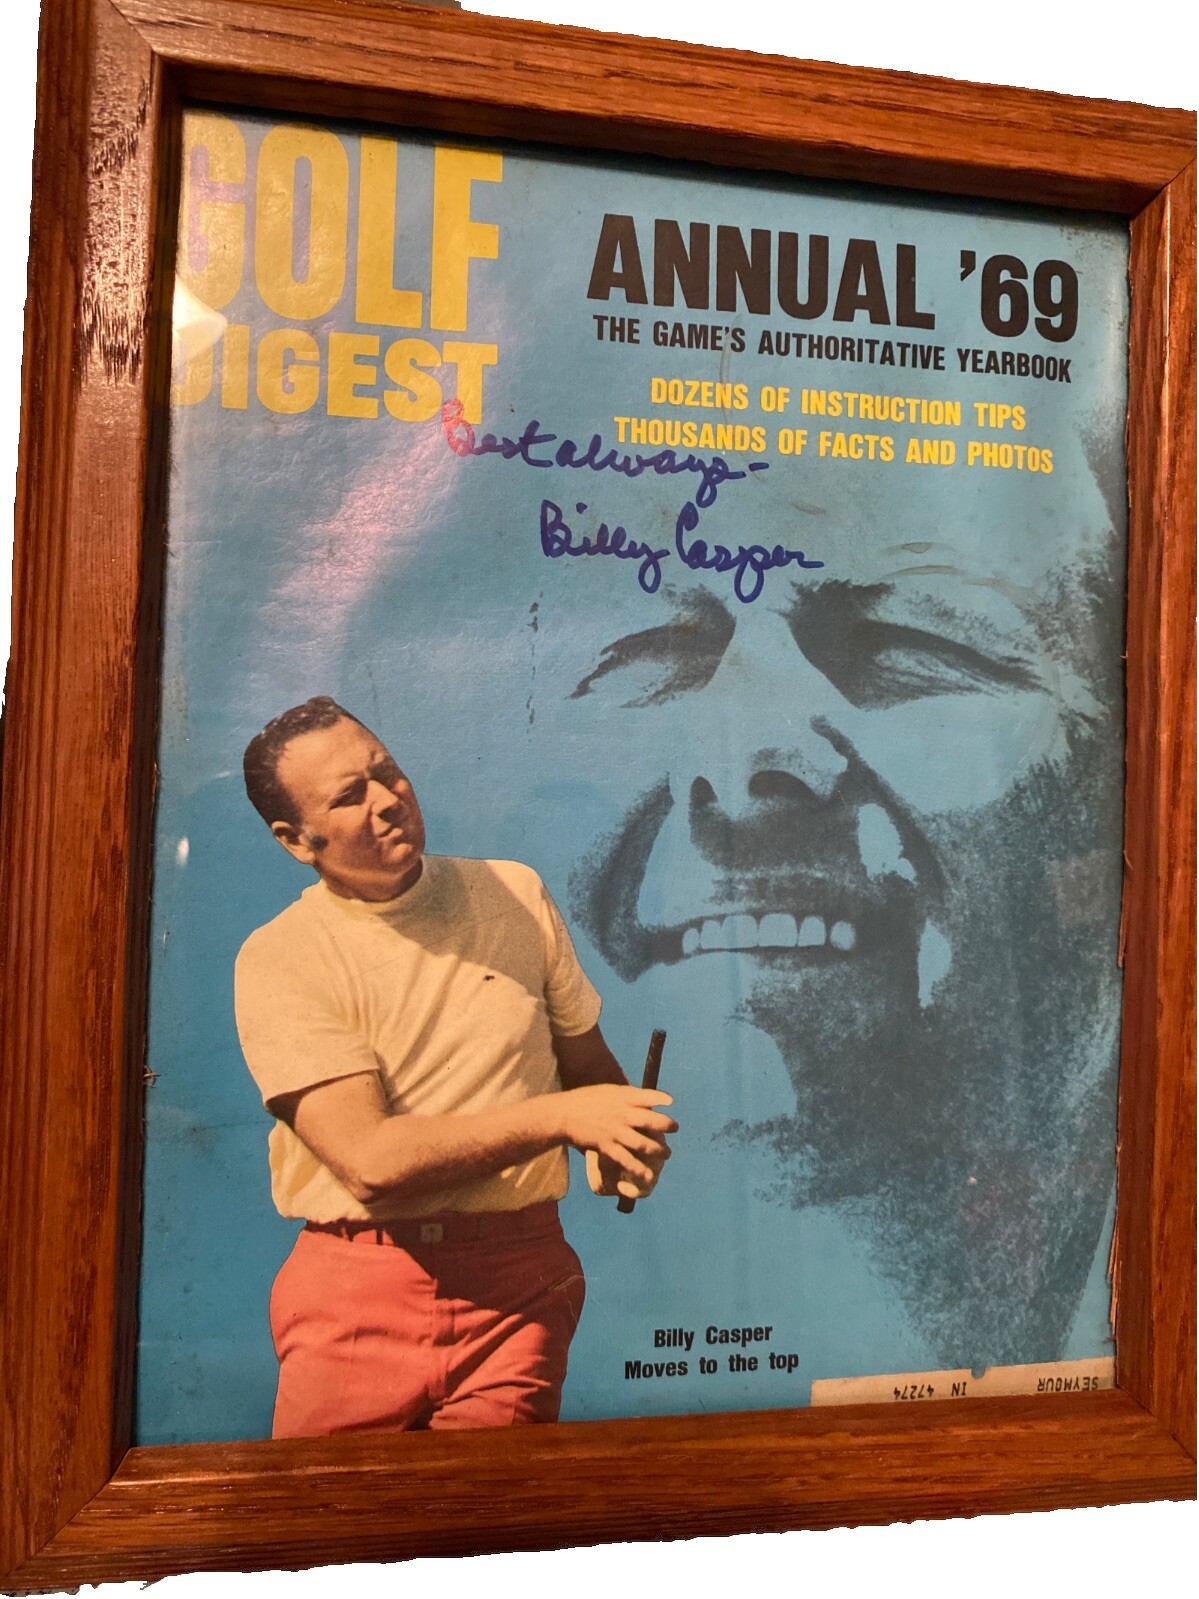 GOLF
DIGEST
ANNUAL '69
THE GAME'S AUTHORITATIVE YEARBOOK
DOZENS OF INSTRUCTION TIPS
THOUSANDS OF FACTS AND PHOTOS
Best always-
Billy Casper
Billy Casper
Moves to the top
SEYMOUR IN 47274